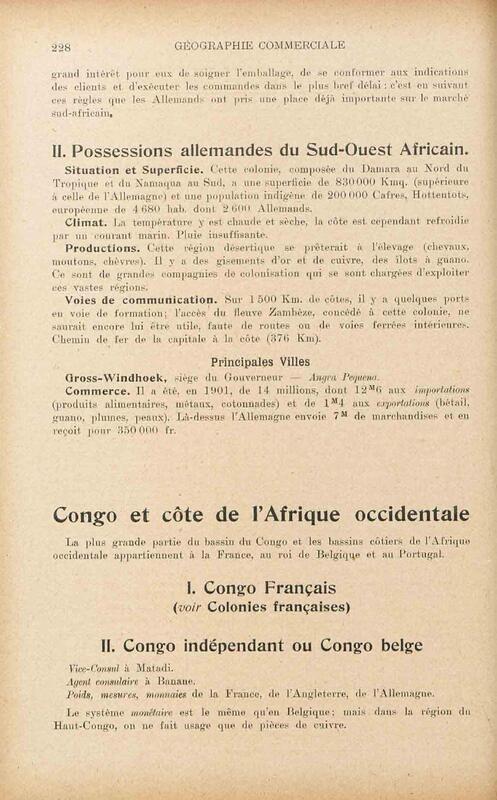 228
GÉOGRAPHIE COMMERCIALE
grand intérêt pour eux de soigner l'emballage, de se conformer aux indications
des clients et d'exécuter les commandes dans le plus bref délai : c'est en suivant
ces règles que les Allemands ont pris une place déjà importante sur le marché
sud-africain.
II. Possessions allemandes du Sud-Ouest Africain.
Situation et Superficie. Cette colonie, composée du Damara au Nord du
Tropique et du Namaqua au Sud, a une superficie de 830 000 Kmq. (supérieure
à celle de l'Allemagne) et une population indigène de 200 000 Cafres, Hottentots,
européenne de 4 680 hab. dont 2 600 Allemands.
Climat. La température y est chaude et sèche, la côte est cependant refroidie
par un courant marin. Pluie insuffisante.
Productions. Cette région désertique se prêterait à l'élevage (chevaux,
moutons, chèvres). Il y a des gisements d'or et de cuivre, des îlots à guano.
Ce sont de grandes compagnies de colonisation qui se sont chargées d'exploiter
ces vastes régions.
Voies de communication. Sur 1 500 Km. de côtes, il y a quelques ports
en voie de formation; l'accès du fleuve Zambèze, concédé à cette colonie, ne
saurait encore lui être utile, faute de routes ou de voies ferrées intérieures.
Chemin de fer de la capitale à la côte (376 Km).
Principales Villes
Gross-Windhoek, siège du Gouverneur — Angra Pequena.
Commerce. Il a été, en 1901, de 14 millions, dont 12ᴹ6 aux importations
(produits alimentaires, métaux, cotonnades) et de 1ᴹ4 aux exportations (bétail,
guano, plumes, peaux). Là-dessus l'Allemagne envoie 7ᴹ de marchandises et en
reçoit pour 350 000 fr.
Congo et côte de l'Afrique occidentale
La plus grande partie du bassin du Congo et les bassins côtiers de l'Afrique
occidentale appartiennent à la France, au roi de Belgique et au Portugal.
I. Congo Français
(voir Colonies françaises)
II. Congo indépendant ou Congo belge
Vice-Consul à Matadi.
Agent consulaire à Banane.
Poids, mesures, monnaies de la France, de l'Angleterre, de l'Allemagne.
Le système monétaire est le même qu'en Belgique; mais dans la région du
Haut-Congo, on ne fait usage que de pièces de cuivre.